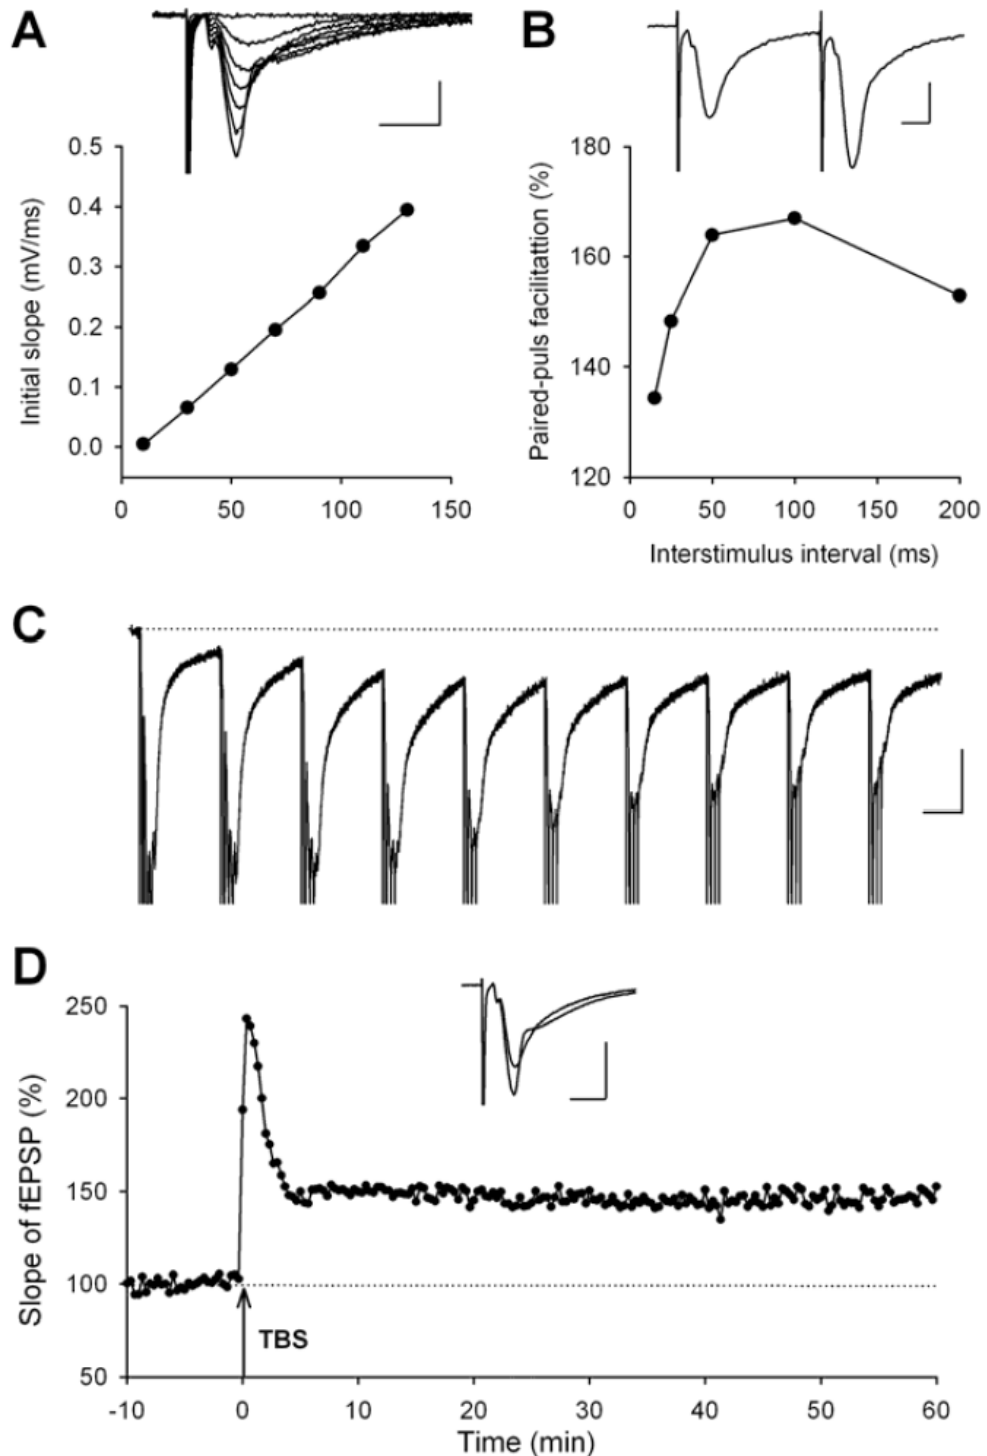 A
B
0.5
0.4
0.3
0.2
0.1
0.0
Initial slope (mV/ms)
0 50 100 150
180
160
140
120
Paired-puls facilitattion (%)
0 50 100 150 200
Interstimulus interval (ms)
C
D
250
200
150
100
50
Slope of fEPSP (%)
TBS
-10 0 10 20 30 40 50 60
Time (min)